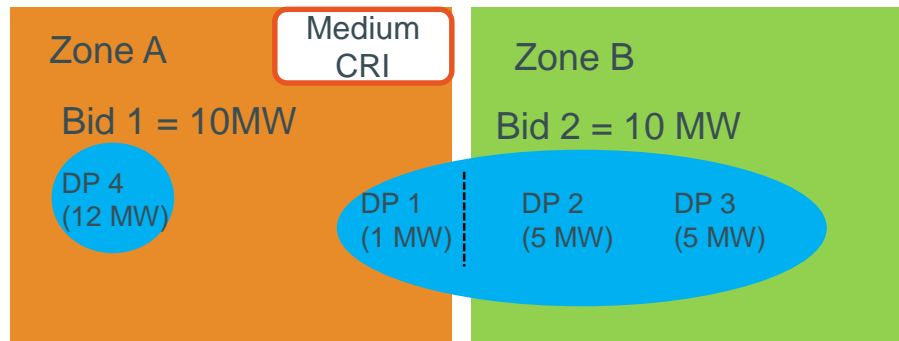 Zone A
Medium
CRI
Zone B
Bid 1 = 10MW
Bid 2 = 10 MW
DP 4
(12 MW)
DP 1
(1 MW)
DP 2
(5 MW)
DP 3
(5 MW)